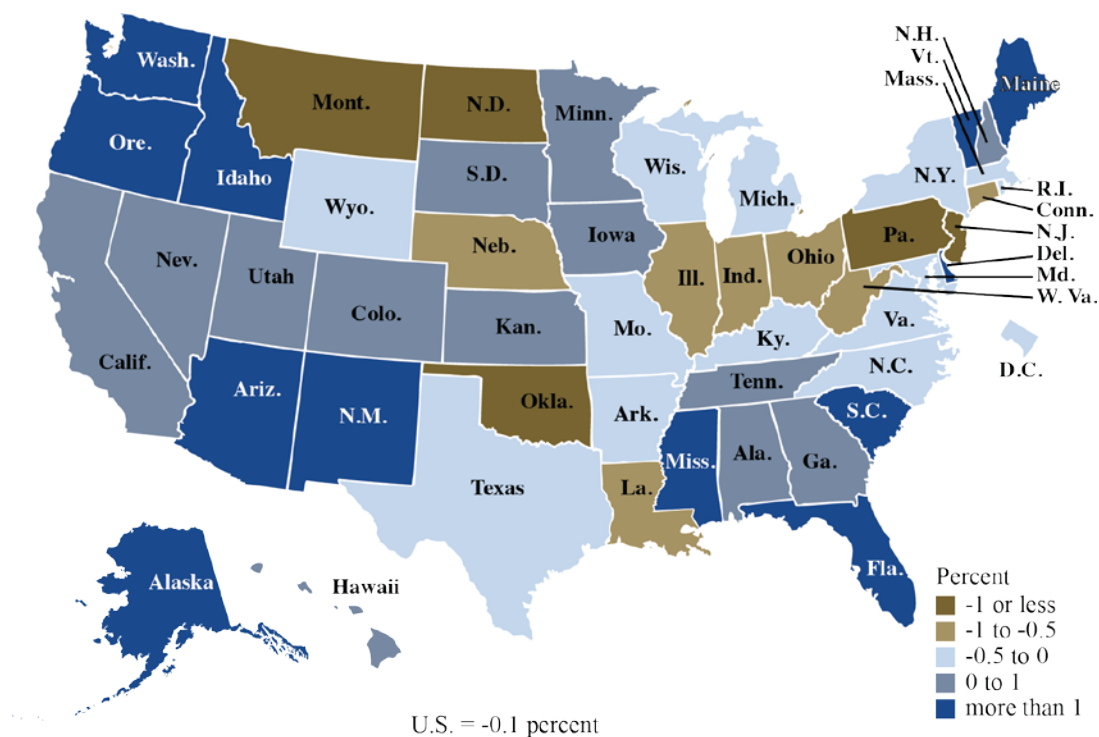 Wash.
Mont.
N.D.
Minn.
N.H.
Vt.
Mass.
Maine
Ore.
Idaho
S.D.
Wis.
Mich.
N.Y.
R.I.
Conn.
N.J.
Del.
Md.
W. Va.
Wyo.
Neb.
Iowa
Pa.
Nev.
Utah
Colo.
Kan.
Ill.
Ind.
Ohio
Mo.
Ky.
Va.
D.C.
Calif.
Ariz.
N.M.
Okla.
Ark.
Tenn.
N.C.
S.C.
Texas
La.
Miss.
Ala.
Ga.
Fla.
Alaska
Hawaii
Percent
-1 or less
-1 to -0.5
-0.5 to 0
0 to 1
more than 1
U.S. = -0.1 percent